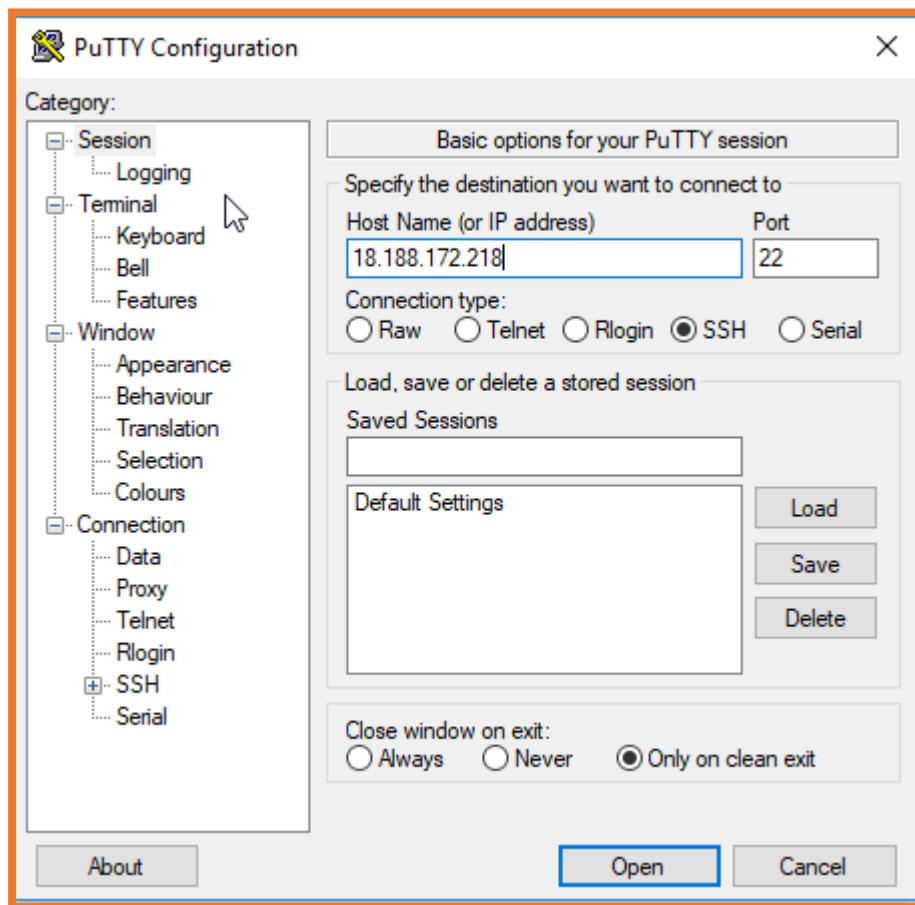 PuTTY Configuration
Category:
Session
Logging
Terminal
Keyboard
Bell
Features
Window
Appearance
Behaviour
Translation
Selection
Colours
Connection
Data
Proxy
Telnet
Rlogin
SSH
Serial
Basic options for your PuTTY session
Specify the destination you want to connect to
Host Name (or IP address) Port
18.188.172.218 22
Connection type:
Raw Telnet Rlogin SSH Serial
Load, save or delete a stored session
Saved Sessions
Default Settings
Load
Save
Delete
Close window on exit:
Always Never Only on clean exit
About Open Cancel